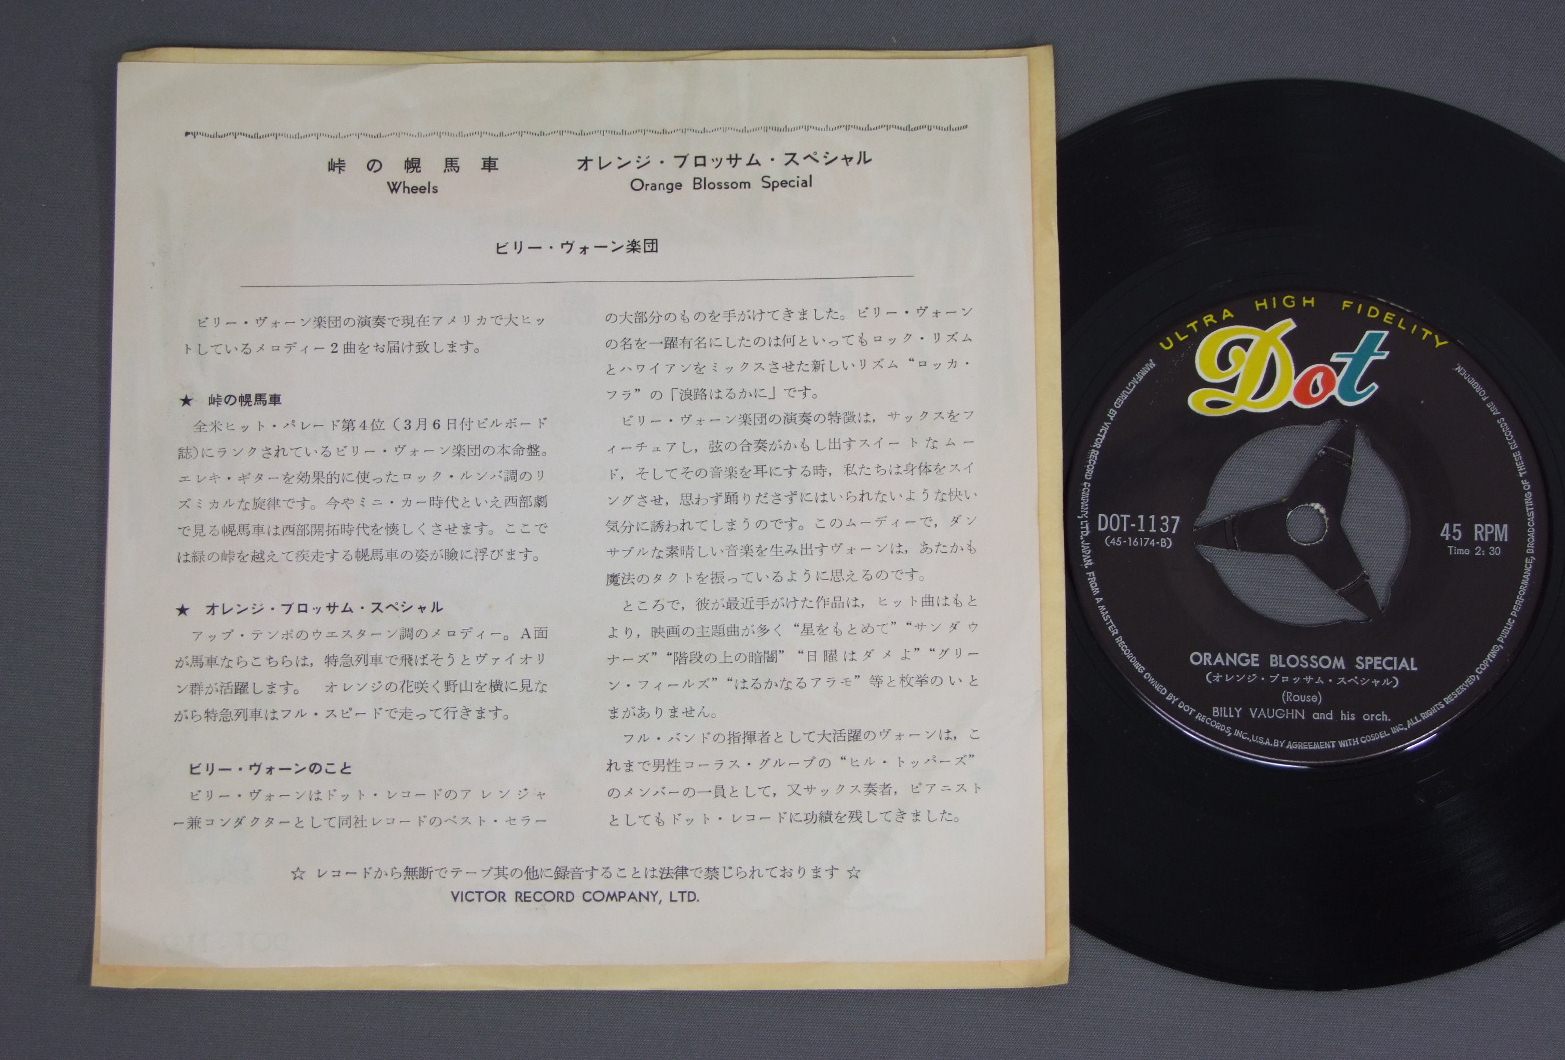 峠の幌馬車
Wheels
オレンジ・ブロッサム・スペシャル
Orange Blossom Special
ビリー・ヴォーン楽団
ビリー・ヴォーン楽団の演奏で現在アメリカで大ヒッ
トしているメロディー2曲をお届け致します。
★ 峠の幌馬車
全米ヒット・パレード第4位(3月6日付ビルボード
誌)にランクされているビリー・ヴォーン楽団の本命盤。
エレキ・ギターを効果的に使ったロック・ルンバ調のリ
ズミカルな旋律です。今やミニ・カー時代といえ西部劇
で見る幌馬車は西部開拓時代を懐しくさせます。ここで
は緑の峠を越えて疾走する幌馬車の姿が瞼に浮びます。
★ オレンジ・ブロッサム・スペシャル
アップ・テンポのウエスターン調のメロディー。A面
が馬車ならこちらは，特急列車で飛ばそうとヴァイオリ
ン群が活躍します。 オレンジの花咲く野山を横に見な
がら特急列車はフル・スピードで走って行きます。
ビリー・ヴォーンのこと
ビリー・ヴォーンはドット・レコードのアレンジャ
ー兼コンダクターとして同社レコードのベスト・セラー
の大部分のものを手がけてきました。ビリー・ヴォーン
の名を一躍有名にしたのは何といってもロック・リズム
とハワイアンをミックスさせた新しいリズム“ロッカ・
フラ”の「浪路はるかに」です。
ビリー・ヴォーン楽団の演奏の特徴は，サックスをフ
ィーチュアし，弦の合奏がかもし出すスイートなムー
ド，そしてその音楽を耳にする時，私たちは身体をスイ
ングさせ，思わず踊りださずにはいられないような快い
気分に誘われてしまうのです。このムーディーで，ダン
サブルな素晴しい音楽を生み出すヴォーンは，あたかも
魔法のタクトを振っているように思えるのです。
ところで，彼が最近手がけた作品は，ヒット曲はもと
より，映画の主題曲が多く“星をもとめて”“サンダウ
ナーズ”“階段の上の暗闇”“日曜はダメよ”“グリー
ン・フィールズ”“はるかなるアラモ”等と枚挙のいと
まがありません。
フル・バンドの指揮者として大活躍のヴォーンは，こ
れまで男性コーラス・グループの“ヒル・トッパーズ”
のメンバーの一員として，又サックス奏者，ピアニスト
としてもドット・レコードに功績を残してきました。
☆ レコードから無断でテープ其の他に録音することは法律で禁じられております ☆
VICTOR RECORD COMPANY, LTD.
ULTRA HIGH FIDELITY
Dot
DOT-1137
(45-16174-B)
45 RPM
Time 2:30
ORANGE BLOSSOM SPECIAL
(オレンジ・ブロッサム・スペシャル)
(Rouse)
BILLY VAUGHN and his orch.
MANUFACTURED BY VICTOR RECORD COMPANY, LTD. JAPAN. FROM A MASTER RECORDING OWNED BY DOT RECORDS, INC., U.S.A. BY AGREEMENT WITH COSDEL INC. ALL RIGHTS RESERVED, COPYING, PUBLIC PERFORMANCE, BROADCASTING OF THESE RECORDS ARE FORBIDDEN.